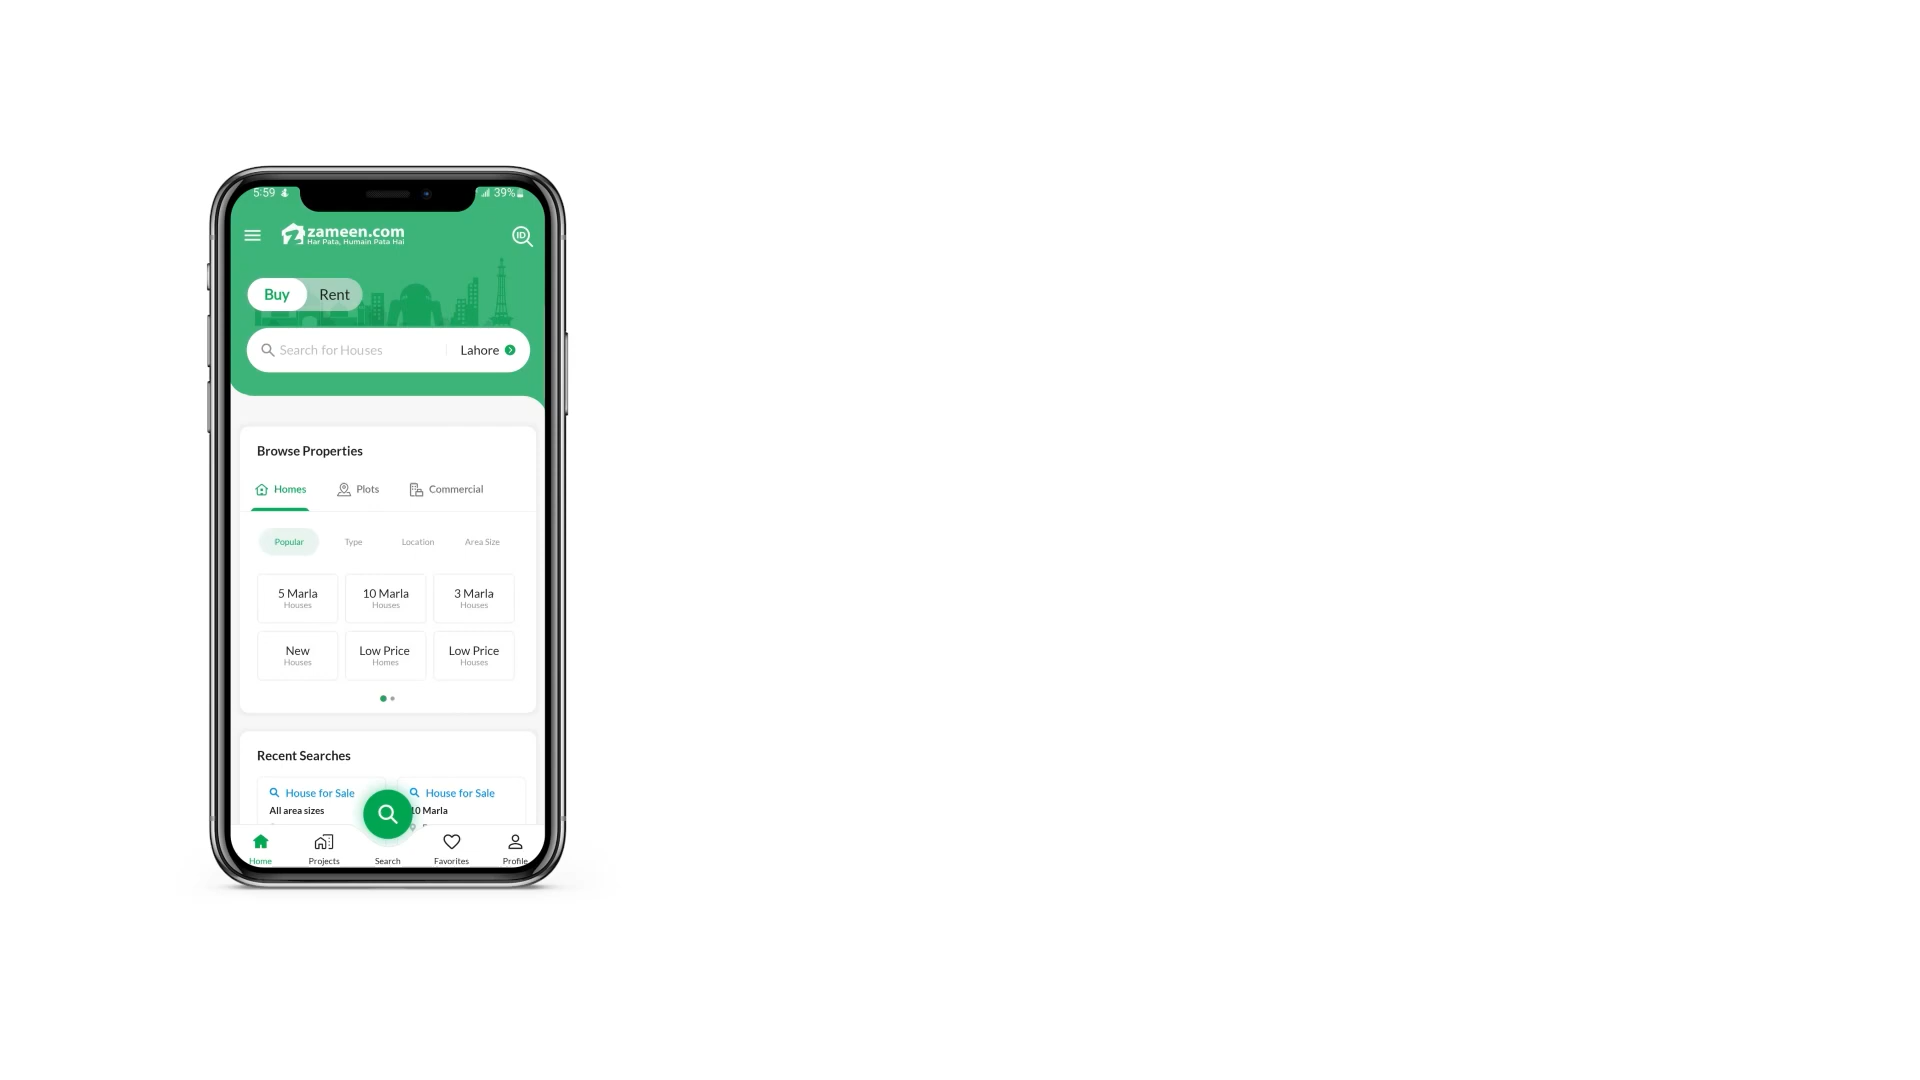 5:59
39%
zameen.com
Har Pata, Humain Pata Hai
ID
Buy
Rent
Search for Houses
Lahore
Browse Properties
Homes
Plots
Commercial
Popular
Type
Location
Area Size
5 Marla
Houses
10 Marla
Houses
3 Marla
Houses
New
Houses
Low Price
Homes
Low Price
Houses
Recent Searches
House for Sale
All area sizes
House for Sale
10 Marla
Home
Projects
Search
Favorites
Profile